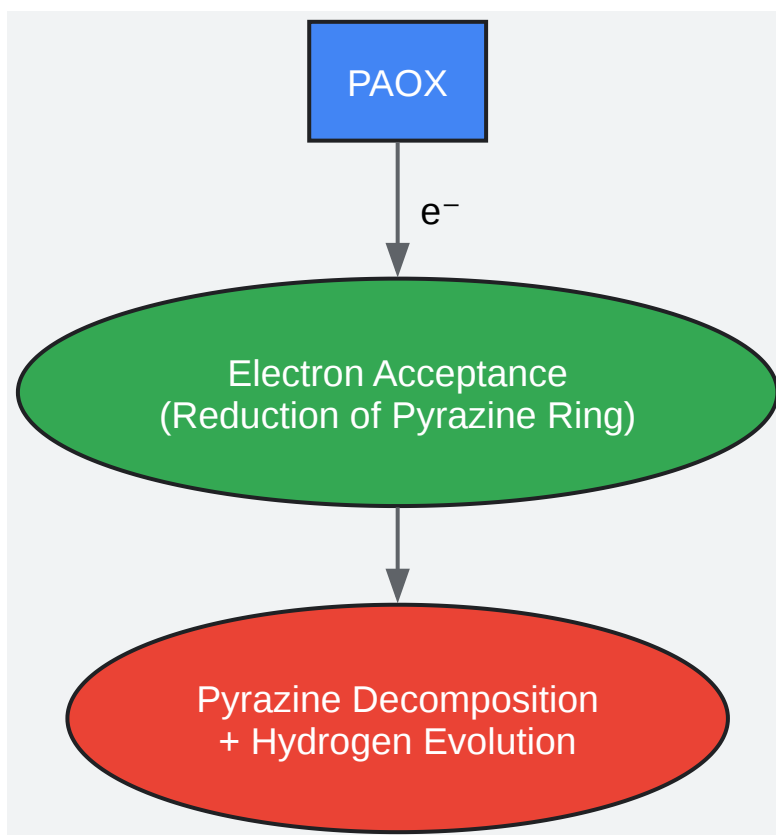 PAOX
e⁻
Electron Acceptance
(Reduction of Pyrazine Ring)
Pyrazine Decomposition
+ Hydrogen Evolution